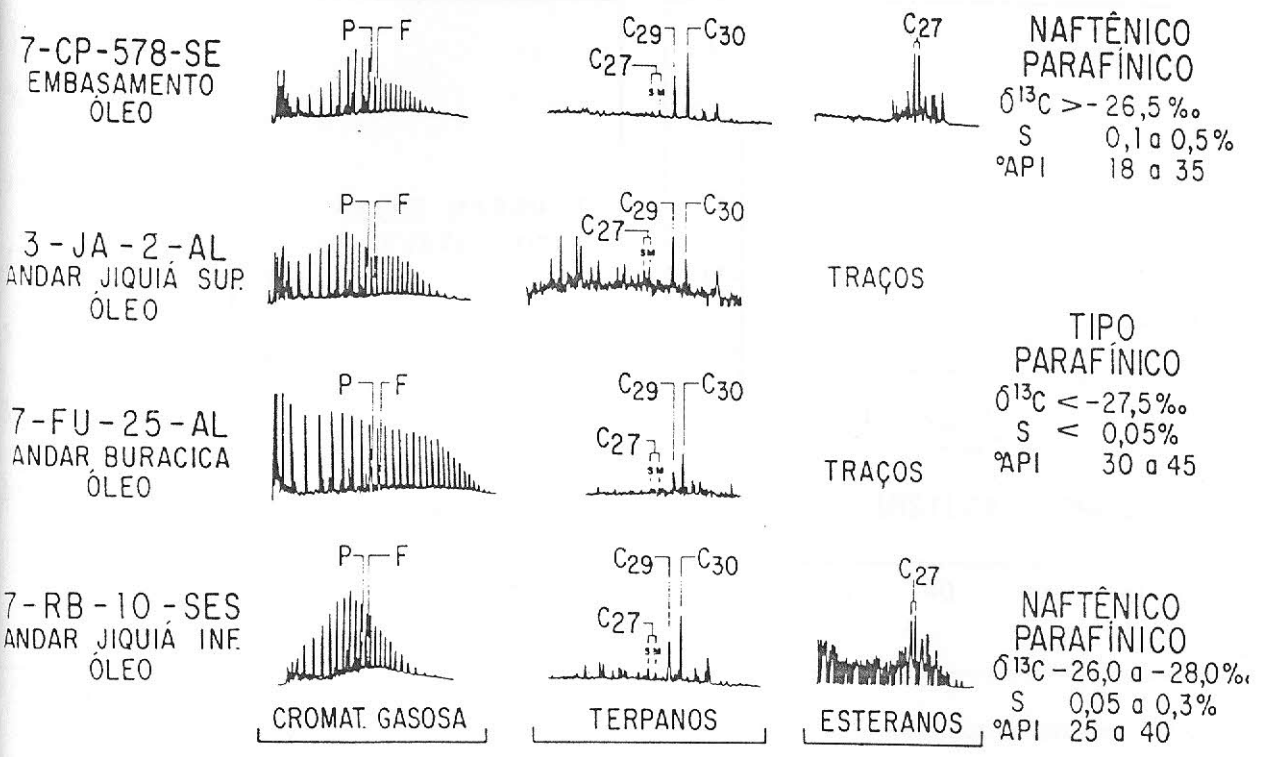 7-CP-578-SE
EMBASAMENTO
ÓLEO
P F
C29 C30
C27
S M
C27
NAFTÊNICO
PARAFÍNICO
δ13C >- 26,5‰
S 0,1 a 0,5%
°API 18 a 35
3-JA-2-AL
ANDAR JIQUIÁ SUP.
ÓLEO
P F
C29 C30
C27
S M
TRAÇOS
TIPO
PARAFÍNICO
δ13C < -27,5‰
S < 0,05%
°API 30 a 45
7-FU-25-AL
ANDAR BURACICA
ÓLEO
P F
C29 C30
C27
S M
TRAÇOS
7-RB-10-SES
ANDAR JIQUIÁ INF.
ÓLEO
P F
C29 C30
C27
S M
C27
NAFTÊNICO
PARAFÍNICO
δ13C -26,0 a -28,0‰
S 0,05 a 0,3%
°API 25 a 40
CROMAT. GASOSA
TERPANOS
ESTERANOS